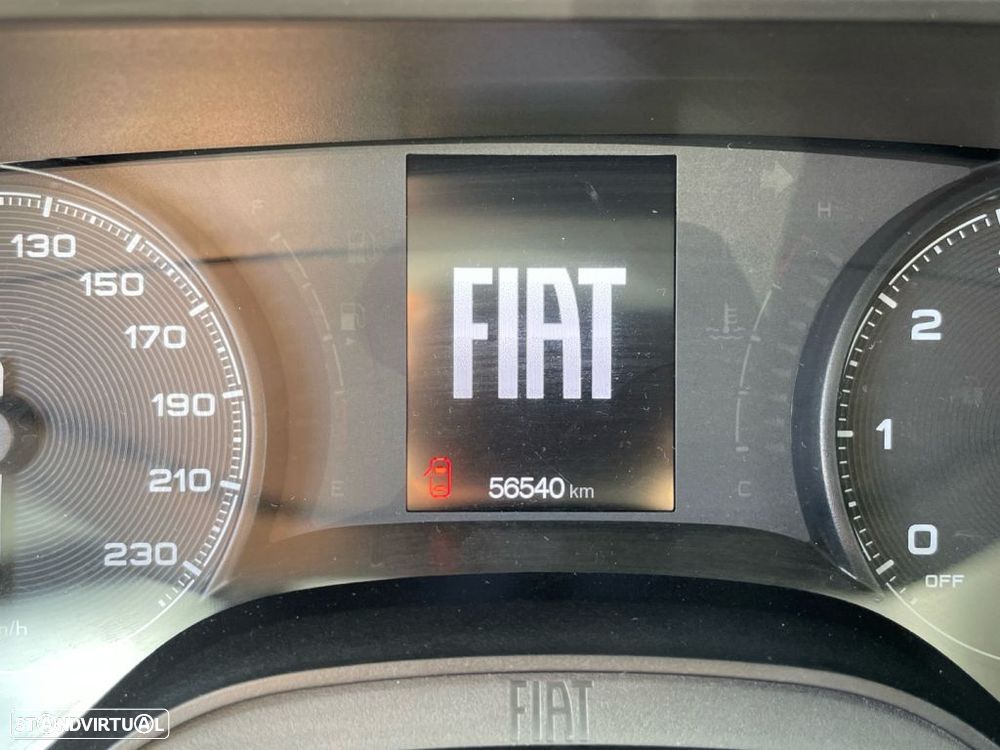 130
150
170
190
210
230
F
E
FIAT
56540 km
H
C
2
1
0
OFF
FIAT
STANDVIRTUAL